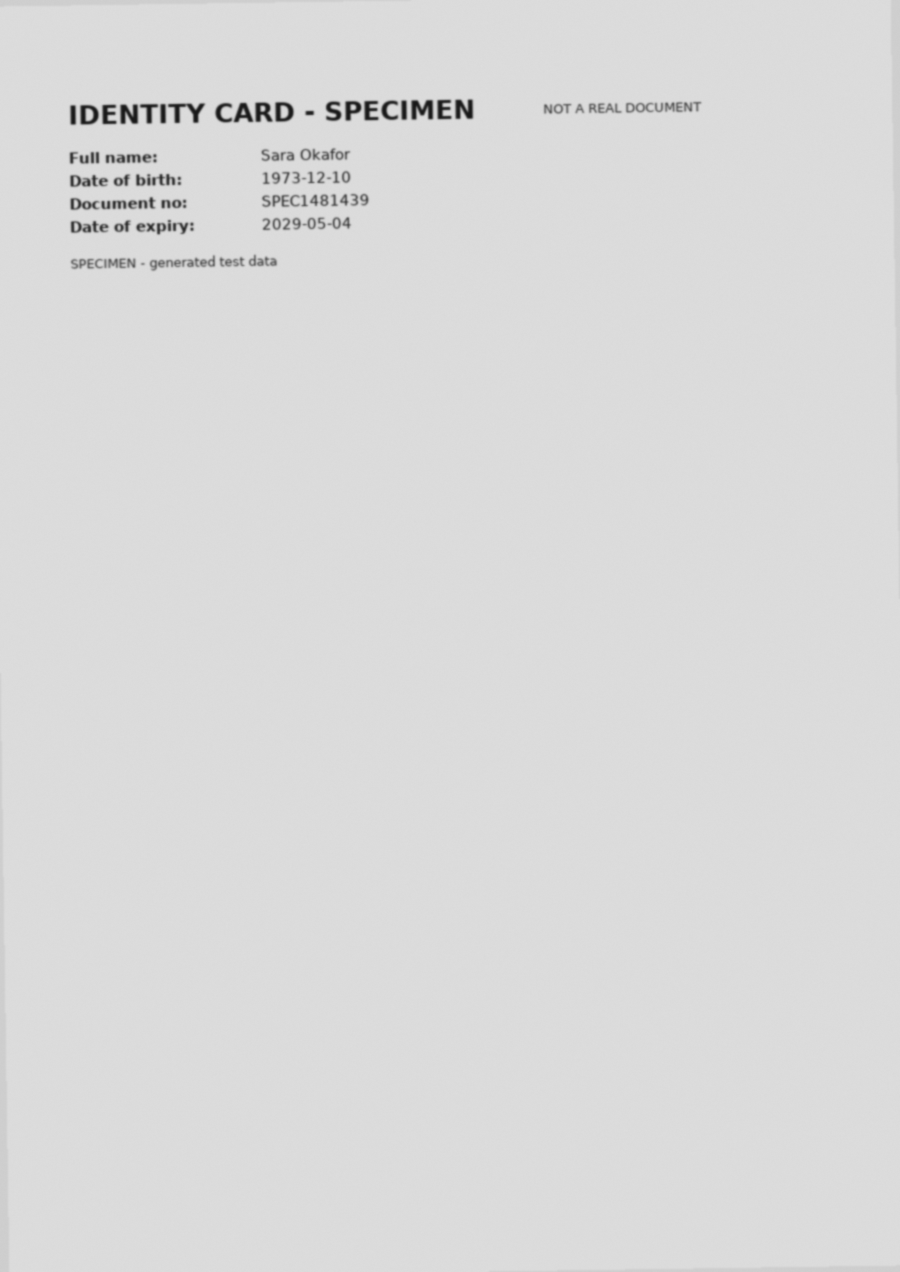 IDENTITY CARD - SPECIMEN NOT A REAL DOCUMENT
Full name: Sara Okafor
Date of birth: 1973-12-10
Document no: SPEC1481439
Date of expiry: 2029-05-04
SPECIMEN - generated test data